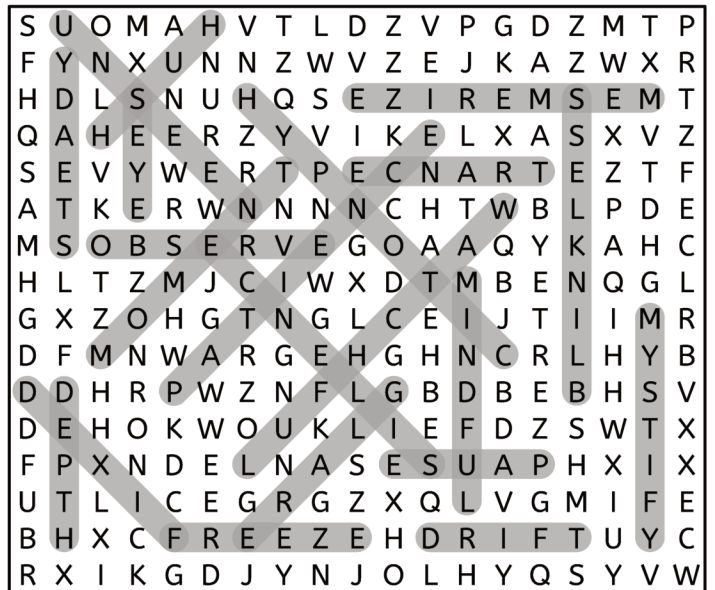 S U O M A H V T L D Z V P G D Z M T P
F Y N X U N N Z W V Z E J K A Z W X R
H D L S N U H Q S E Z I R E M S E M T
Q A H E E R Z Y V I K E L X A S X V Z
S E V Y W E R T P E C N A R T E Z T F
A T K E R W N N N N C H T W B L P D E
M S O B S E R V E G O A A Q Y K A H C
H L T Z M J C I W X D T M B E N Q G L
G X Z O H G T N G L C E I J T I I M R
D F M N W A R G E H G H N C R L H Y B
D D H R P W Z N F L G B D B E B H S V
D E H O K W O U K L I E F D Z S W T X
F P X N D E L N A S E S U A P H X I X
U T L I C E G R G Z X Q L V G M I F E
B H X C F R E E Z E H D R I F T U Y C
R X I K G D J Y N J O L H Y Q S Y V W